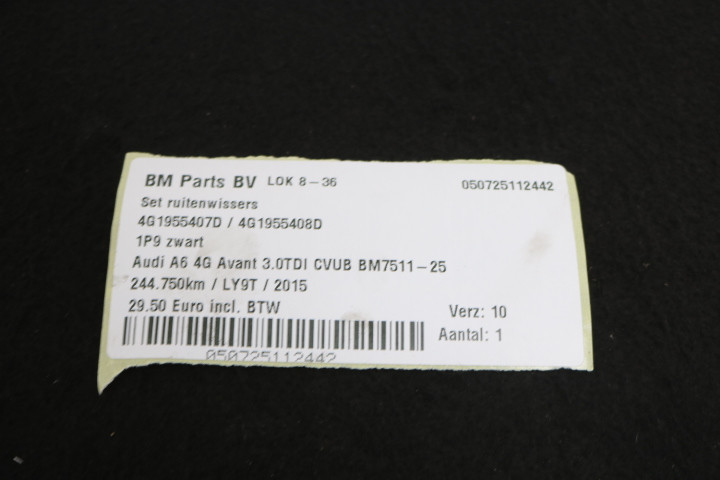 BM Parts BV LOK 8-36 050725112442
Set ruitenwissers
4G1955407D / 4G1955408D
1P9 zwart
Audi A6 4G Avant 3.0TDI CVUB BM7511-25
244.750km / LY9T / 2015
29.50 Euro incl. BTW Verz: 10
Aantal: 1
050725112442